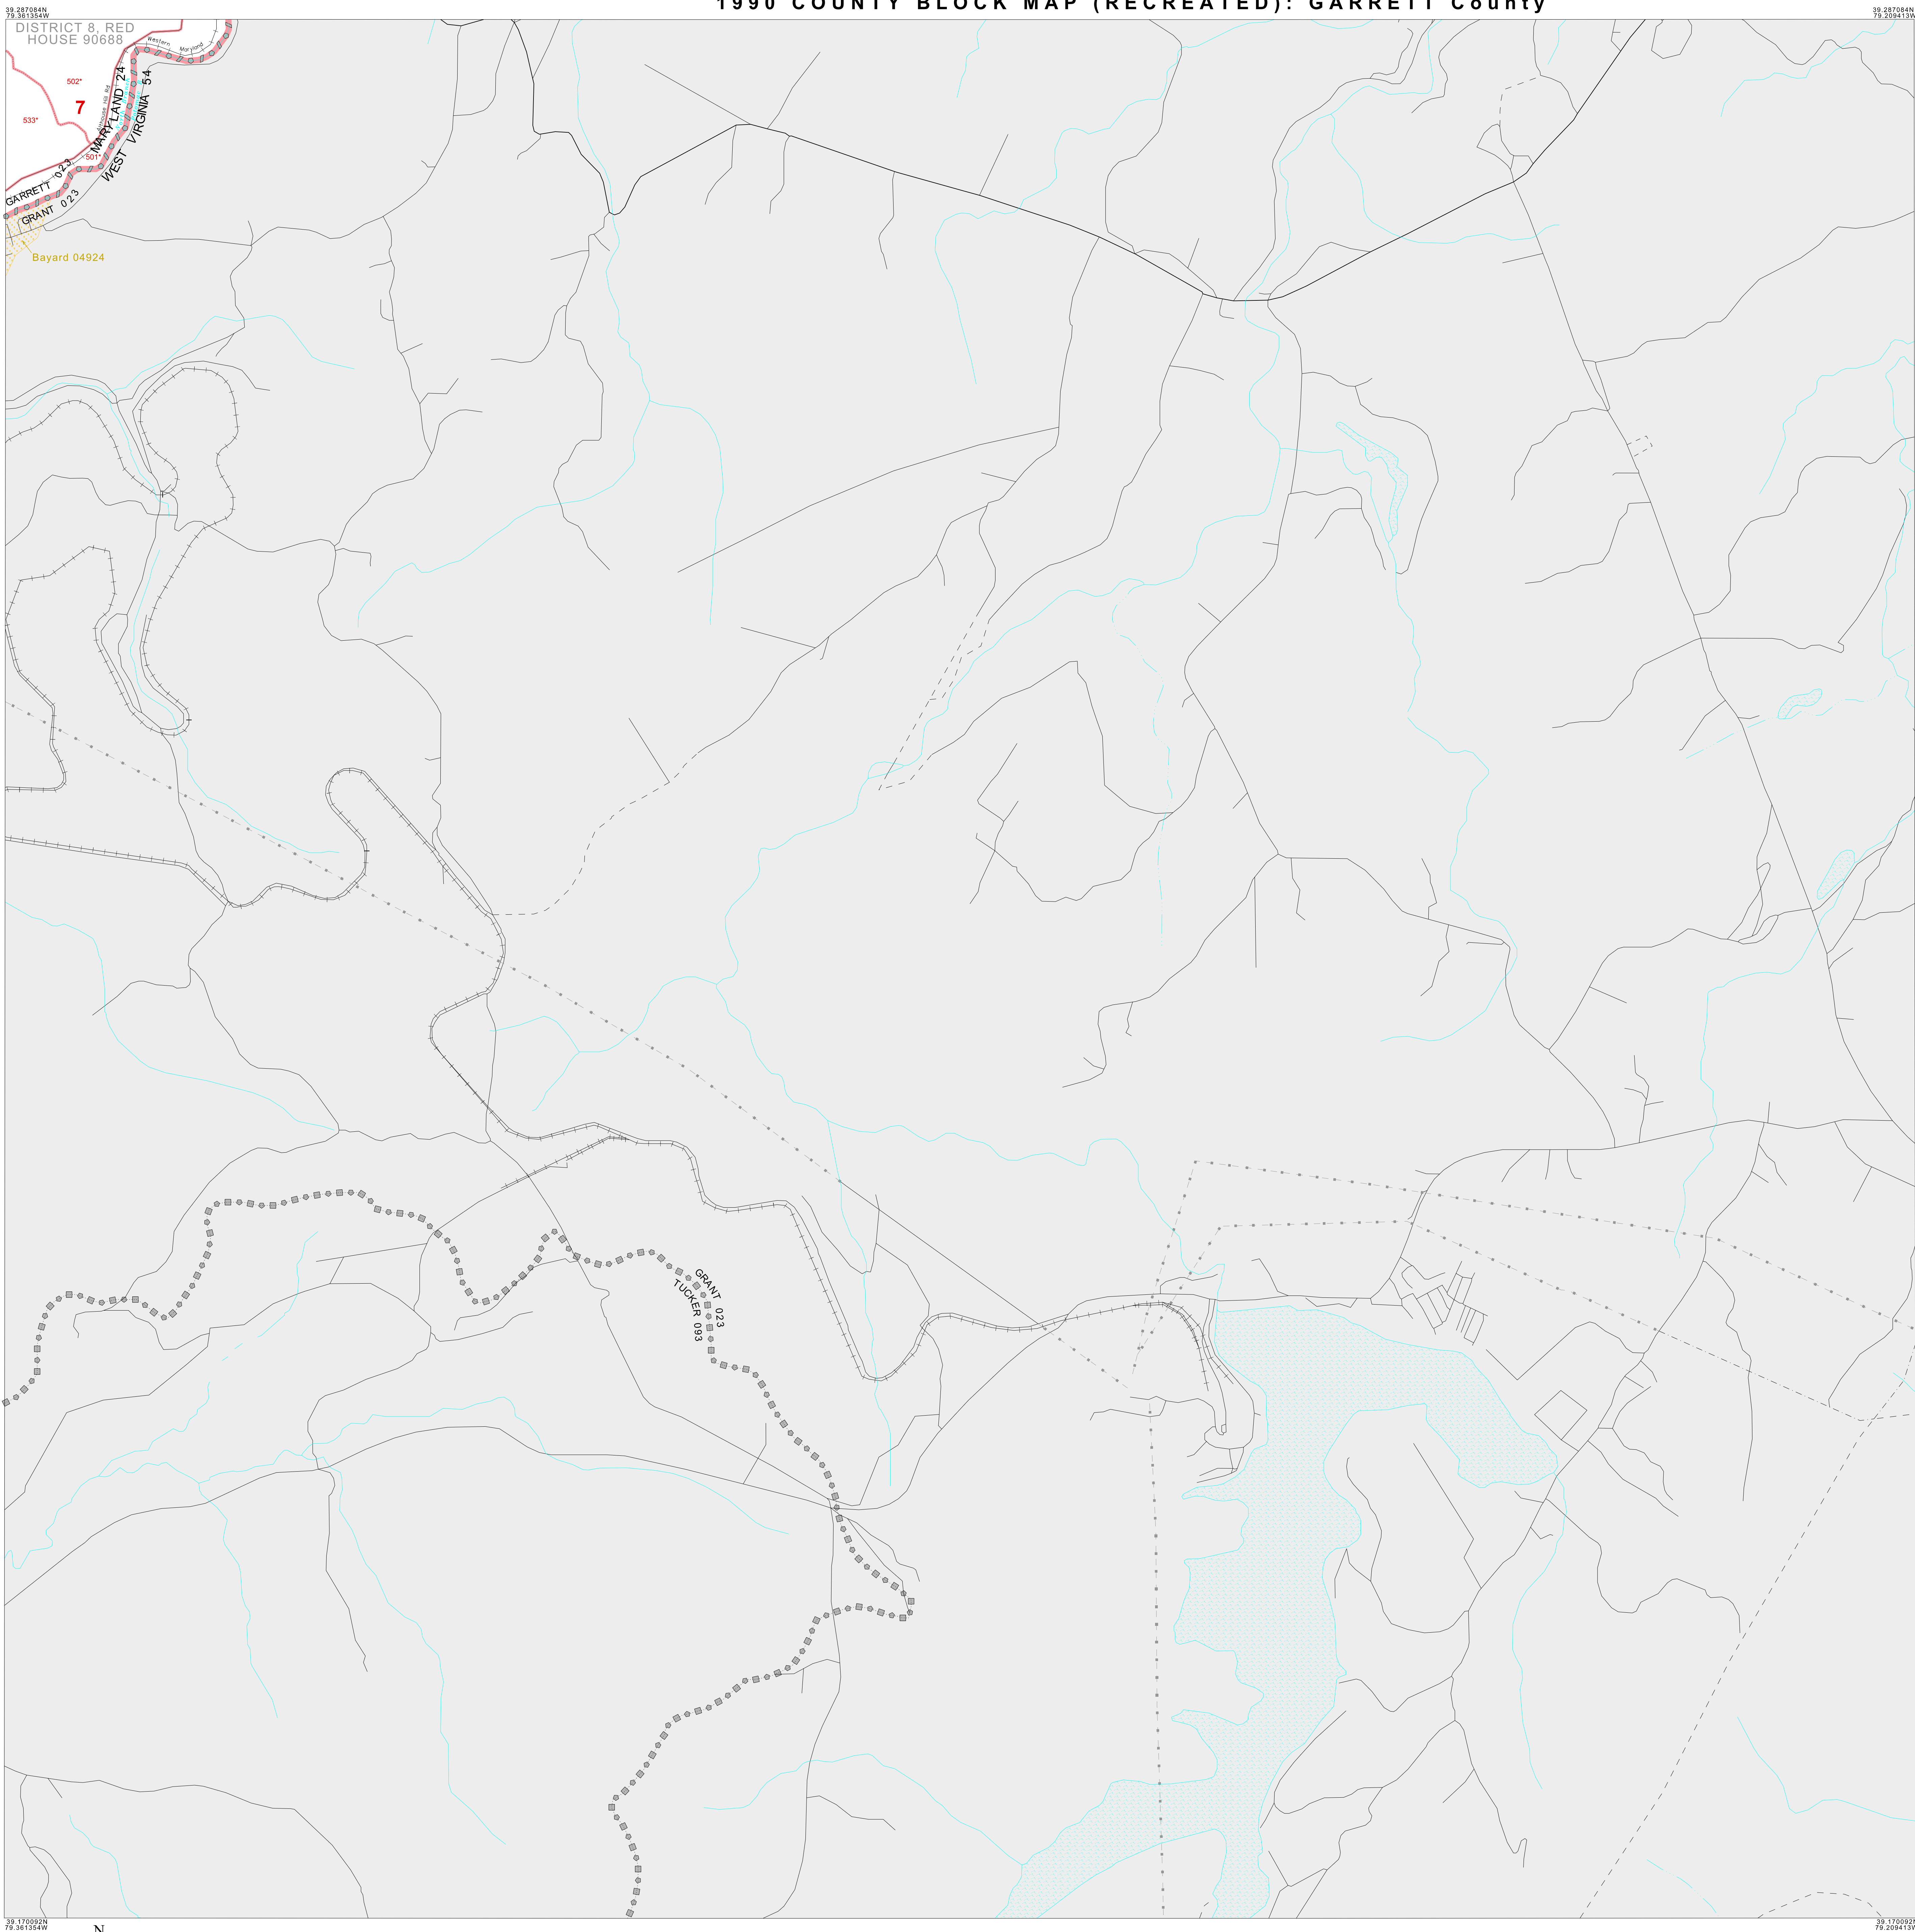 1990 COUNTY BLOCK MAP (RECREATED): GARRETT County
39.287084N
79.361354W
39.287084N
79.209413W
DISTRICT 8, RED
HOUSE 90688
Western Maryland
502*
7
533*
501*
MARYLAND 24
WEST VIRGINIA 54
GARRETT 023
GRANT 023
Bayard 04924
GRANT 023
TUCKER 093
39.170092N
79.361354W
N
39.170092N
79.209413W